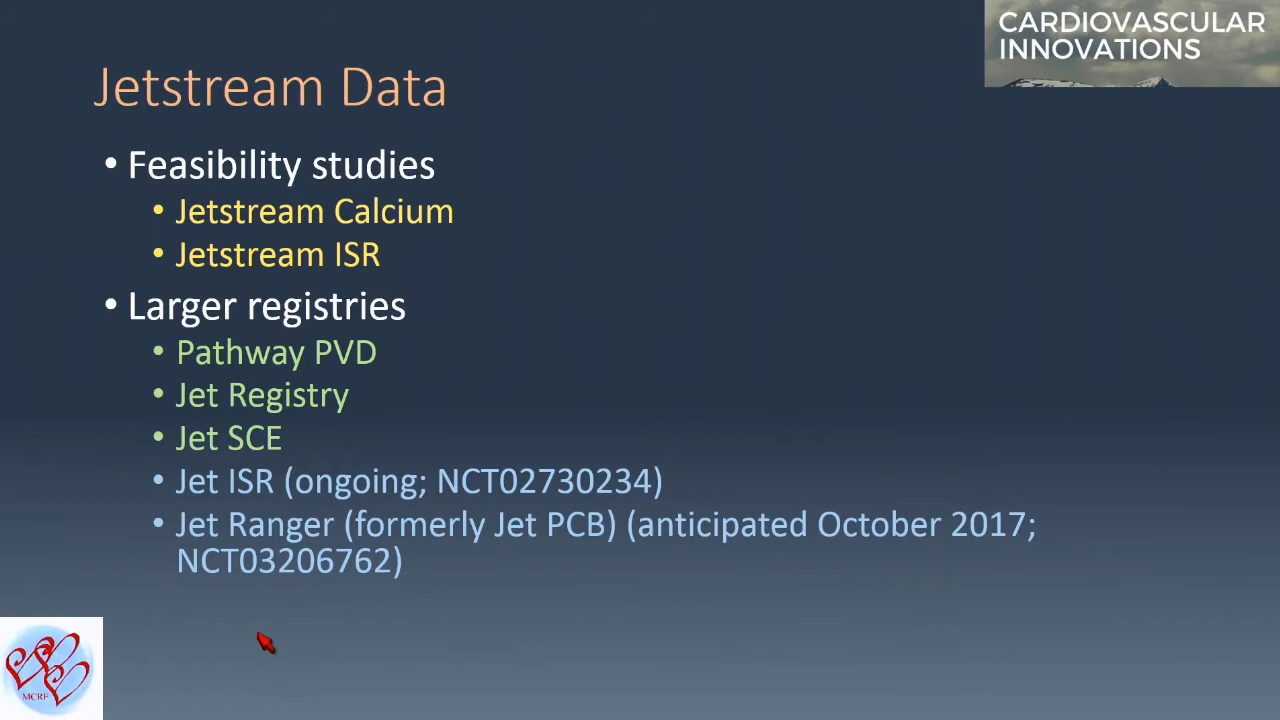 CARDIOVASCULAR
INNOVATIONS
Jetstream Data
• Feasibility studies
• Jetstream Calcium
• Jetstream ISR
• Larger registries
• Pathway PVD
• Jet Registry
• Jet SCE
• Jet ISR (ongoing; NCT02730234)
• Jet Ranger (formerly Jet PCB) (anticipated October 2017;
NCT03206762)
MCRF